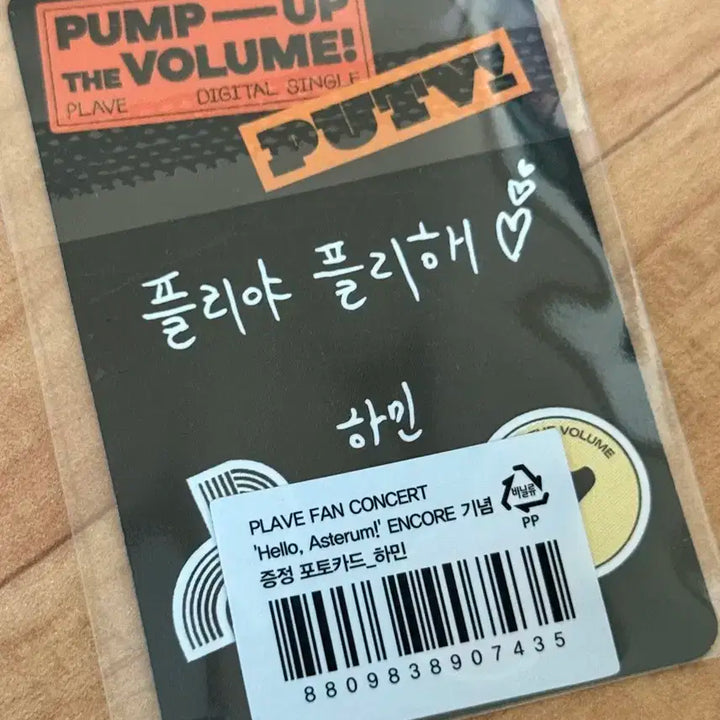 PUMP—UP
THE VOLUME!
PLAVE DIGITAL SINGLE
PUTV!
플리야 플리해
하민
THE VOLUME
PLAVE FAN CONCERT
'Hello, Asterum!' ENCORE 기념
증정 포토카드_하민
비닐류
PP
8809838907435